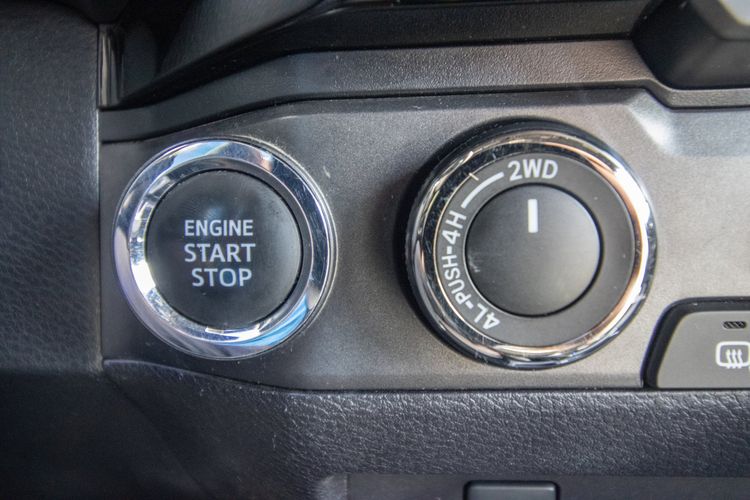 ENGINE
START
STOP
2WD
4L-PUSH-4H